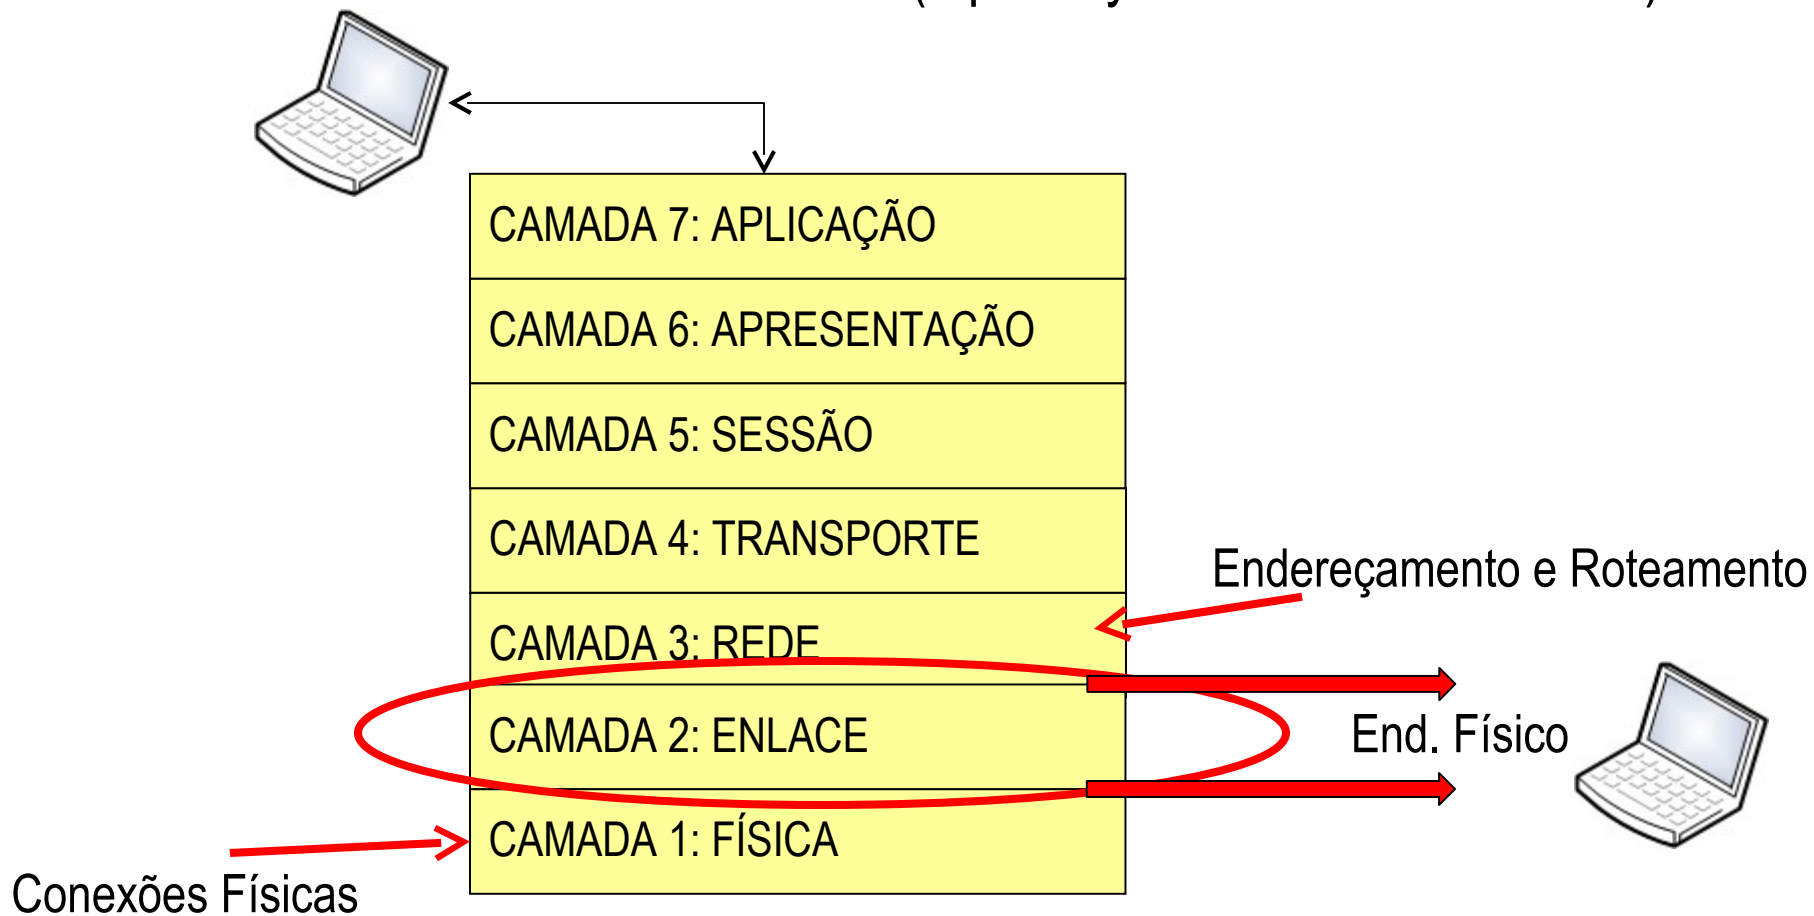 CAMADA 7: APLICAÇÃO
CAMADA 6: APRESENTAÇÃO
CAMADA 5: SESSÃO
CAMADA 4: TRANSPORTE
Endereçamento e Roteamento
CAMADA 3: REDE
CAMADA 2: ENLACE
End. Físico
CAMADA 1: FÍSICA
Conexões Físicas